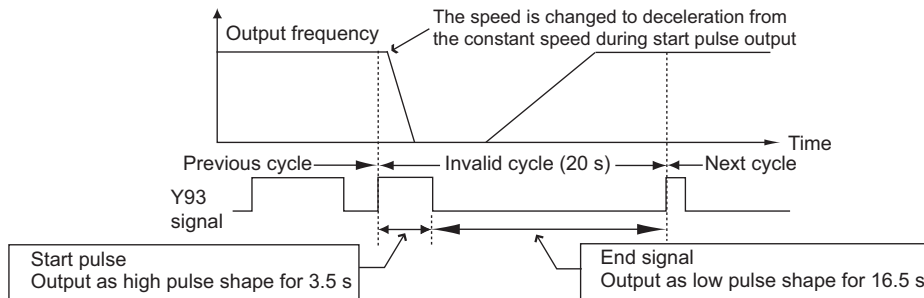 Output frequency
The speed is changed to deceleration from
the constant speed during start pulse output
Time
Previous cycle
Invalid cycle (20 s)
Next cycle
Y93
signal
Start pulse
Output as high pulse shape for 3.5 s
End signal
Output as low pulse shape for 16.5 s